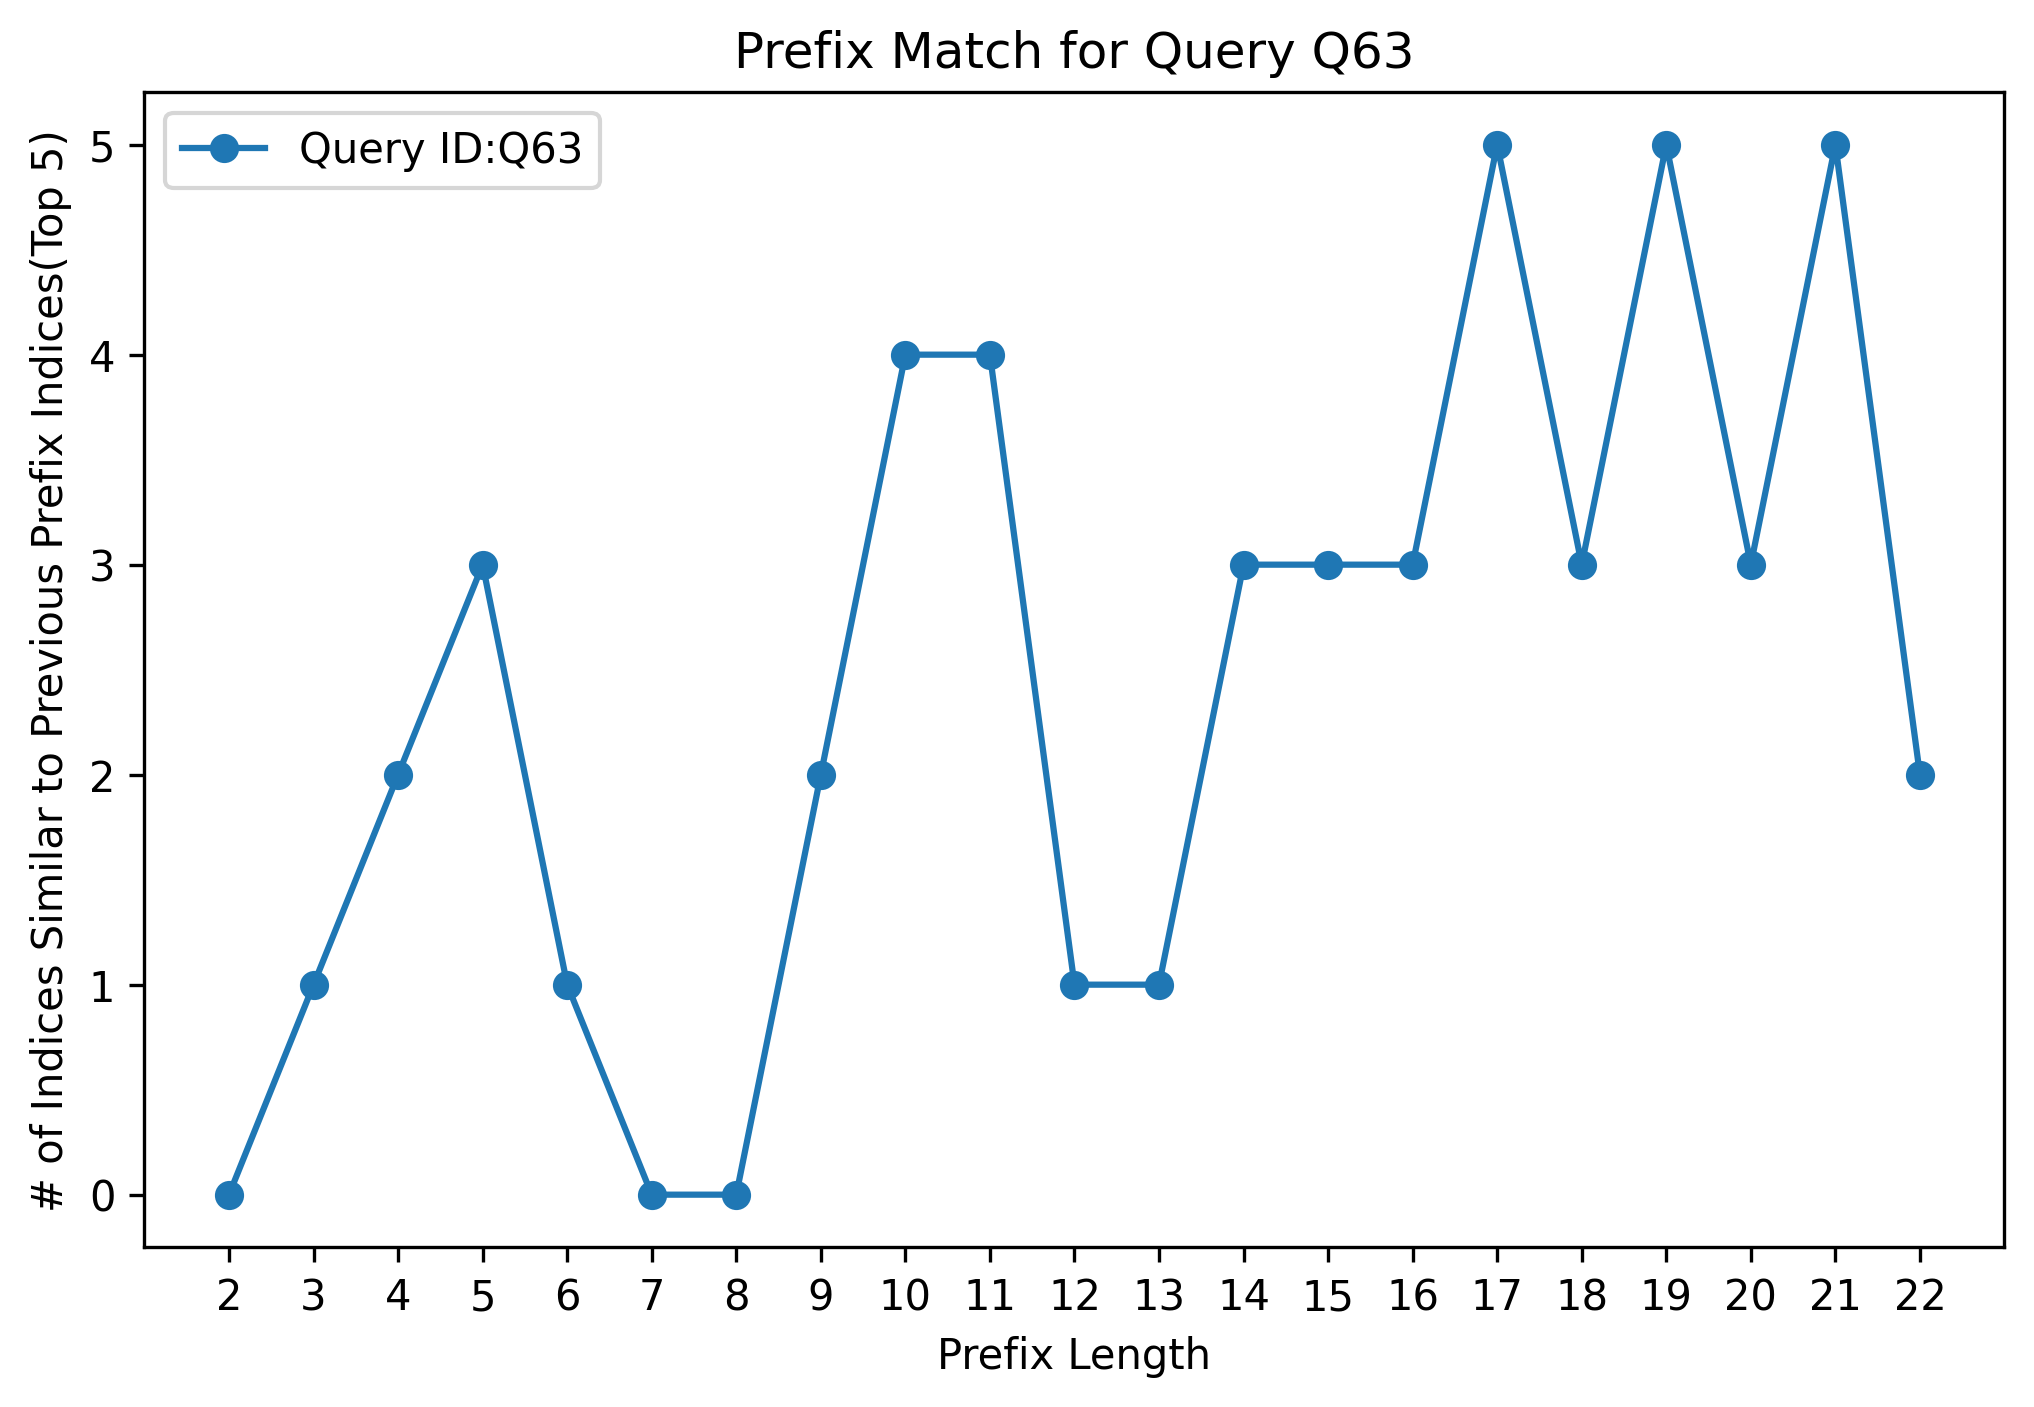 Prefix Match for Query Q63
Query ID:Q63
# of Indices Similar to Previous Prefix Indices(Top 5)
5
4
3
2
1
0
2 3 4 5 6 7 8 9 10 11 12 13 14 15 16 17 18 19 20 21 22
Prefix Length